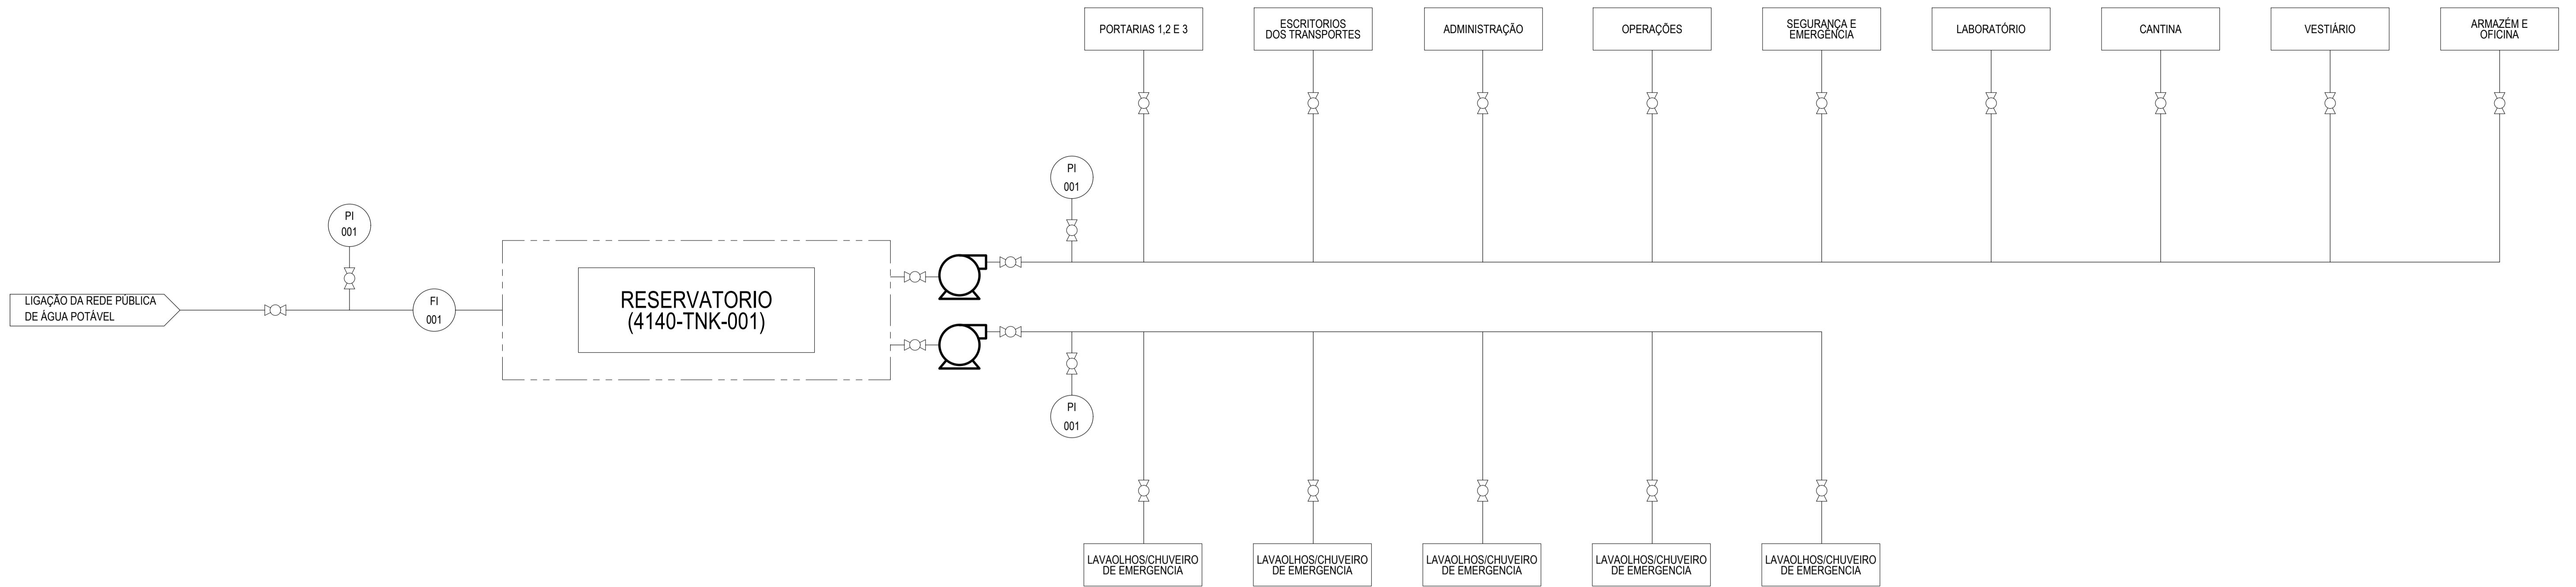 PORTARIAS 1,2 E 3
ESCRITORIOS
DOS TRANSPORTES
ADMINISTRAÇÃO
OPERAÇÕES
SEGURANÇA E
EMERGÊNCIA
LABORATÓRIO
CANTINA
VESTIÁRIO
ARMAZÉM E
OFICINA
PI
001
PI
001
LIGAÇÃO DA REDE PÚBLICA
DE ÁGUA POTÁVEL
FI
001
RESERVATORIO
(4140-TNK-001)
PI
001
LAVAOLHOS/CHUVEIRO
DE EMERGENCIA
LAVAOLHOS/CHUVEIRO
DE EMERGENCIA
LAVAOLHOS/CHUVEIRO
DE EMERGENCIA
LAVAOLHOS/CHUVEIRO
DE EMERGENCIA
LAVAOLHOS/CHUVEIRO
DE EMERGENCIA